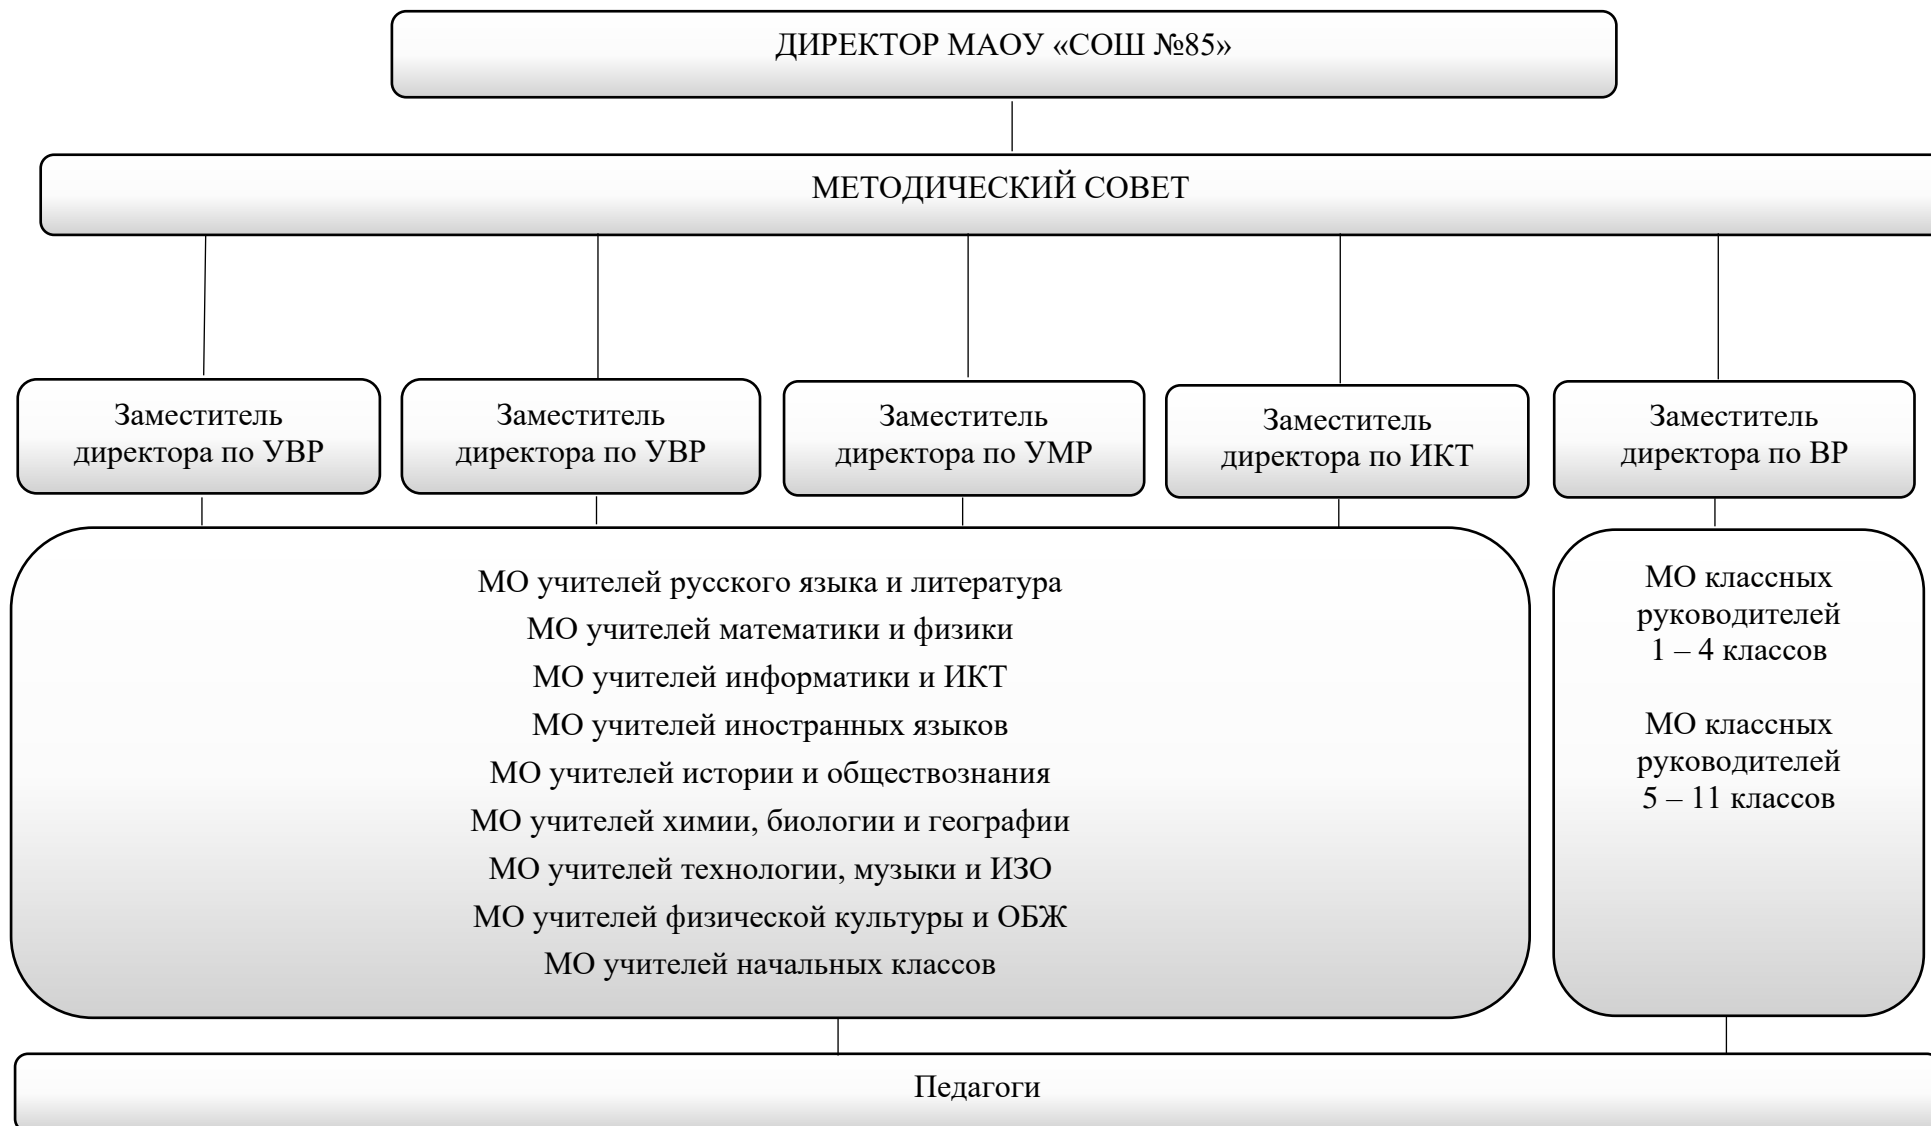 ДИРЕКТОР МАОУ «СОШ №85»
МЕТОДИЧЕСКИЙ СОВЕТ
Заместитель
директора по УВР
Заместитель
директора по УВР
Заместитель
директора по УМР
Заместитель
директора по ИКТ
Заместитель
директора по ВР
МО учителей русского языка и литература
МО учителей математики и физики
МО учителей информатики и ИКТ
МО учителей иностранных языков
МО учителей истории и обществознания
МО учителей химии, биологии и географии
МО учителей технологии, музыки и ИЗО
МО учителей физической культуры и ОБЖ
МО учителей начальных классов
МО классных
руководителей
1 – 4 классов
МО классных
руководителей
5 – 11 классов
Педагоги